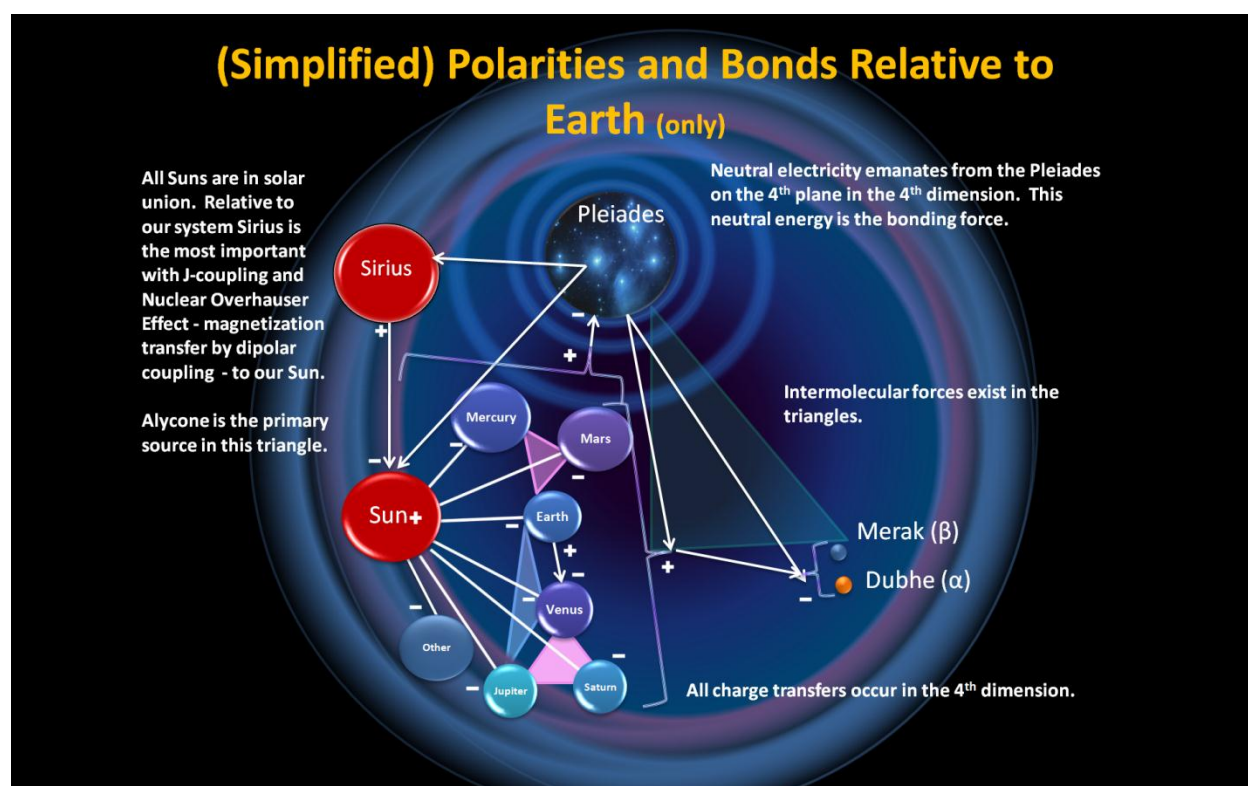 (Simplified) Polarities and Bonds Relative to
Earth (only)
All Suns are in solar
union.  Relative to
our system Sirius is
the most important
with J-coupling and
Nuclear Overhauser
Effect - magnetization
transfer by dipolar
coupling  - to our Sun.
Alycone is the primary
source in this triangle.
Neutral electricity emanates from the Pleiades
on the 4th plane in the 4th dimension.  This
neutral energy is the bonding force.
Pleiades
Sirius
+
-
+
-
Intermolecular forces exist in the
triangles.
Mercury
-
Mars
-
Sun+
Earth
-
+
-
Venus
-
Other
-
Jupiter
-
Saturn
-
+
-
Merak (β)
Dubhe (α)
All charge transfers occur in the 4th dimension.